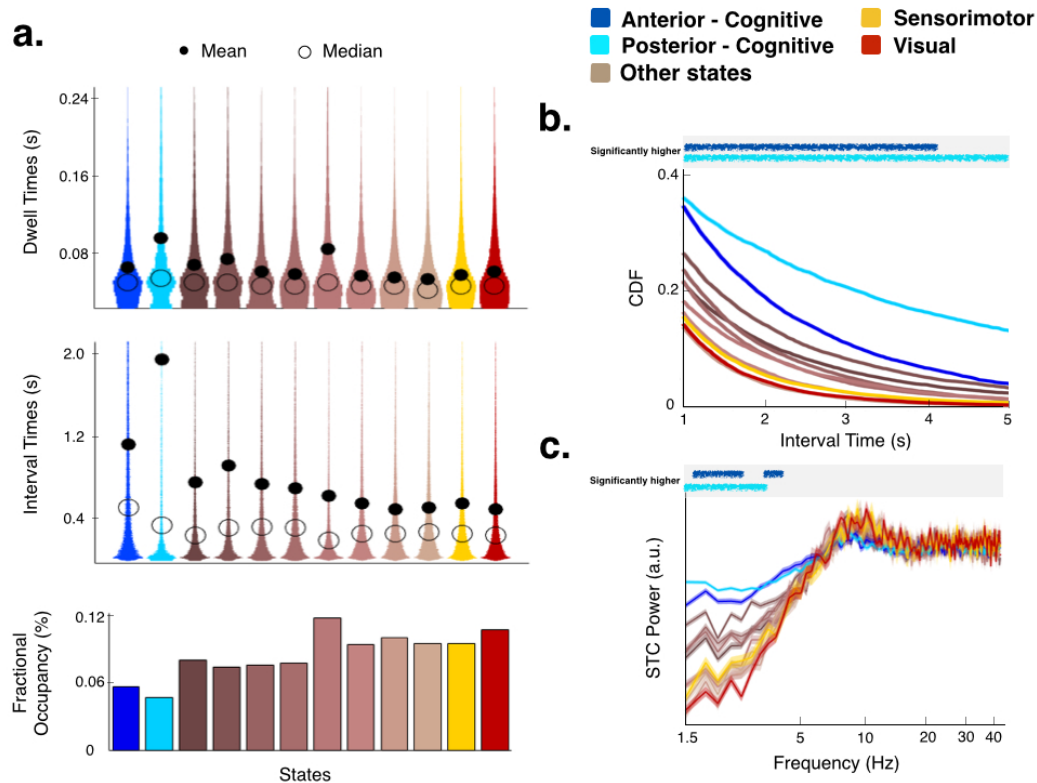 a.
Mean
Median
Dwell Times (s)
0.24
0.16
0.08
Interval Times (s)
2.0
1.2
0.4
Fractional
Occupancy (%)
0.12
0.06
0
States
Anterior - Cognitive
Posterior - Cognitive
Other states
Sensorimotor
Visual
b.
Significantly higher
0.4
0.2
0
CDF
1 2 3 4 5
Interval Time (s)
c.
Significantly higher
STC Power (a.u.)
1.5 5 10 20 30 40
Frequency (Hz)